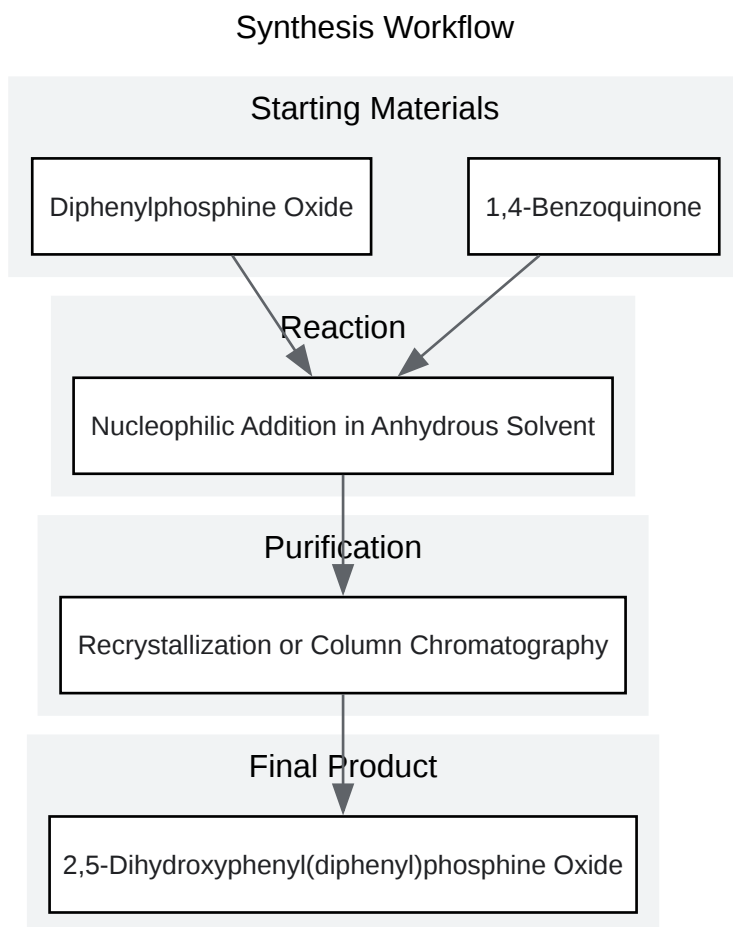 Synthesis Workflow
Starting Materials
Diphenylphosphine Oxide
1,4-Benzoquinone
Reaction
Nucleophilic Addition in Anhydrous Solvent
Purification
Recrystallization or Column Chromatography
Final Product
2,5-Dihydroxyphenyl(diphenyl)phosphine Oxide